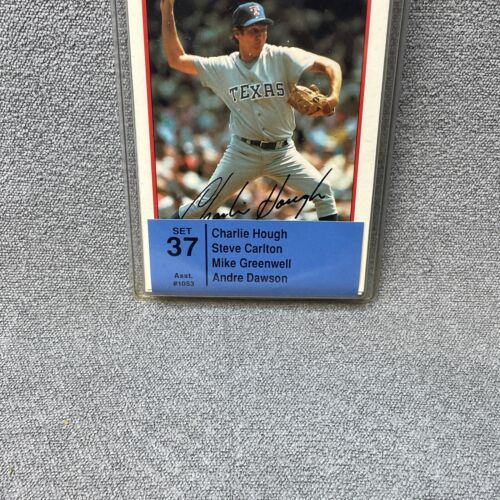 T
TEXAS
Charlie Hough
SET
37
Asst.
#1053
Charlie Hough
Steve Carlton
Mike Greenwell
Andre Dawson